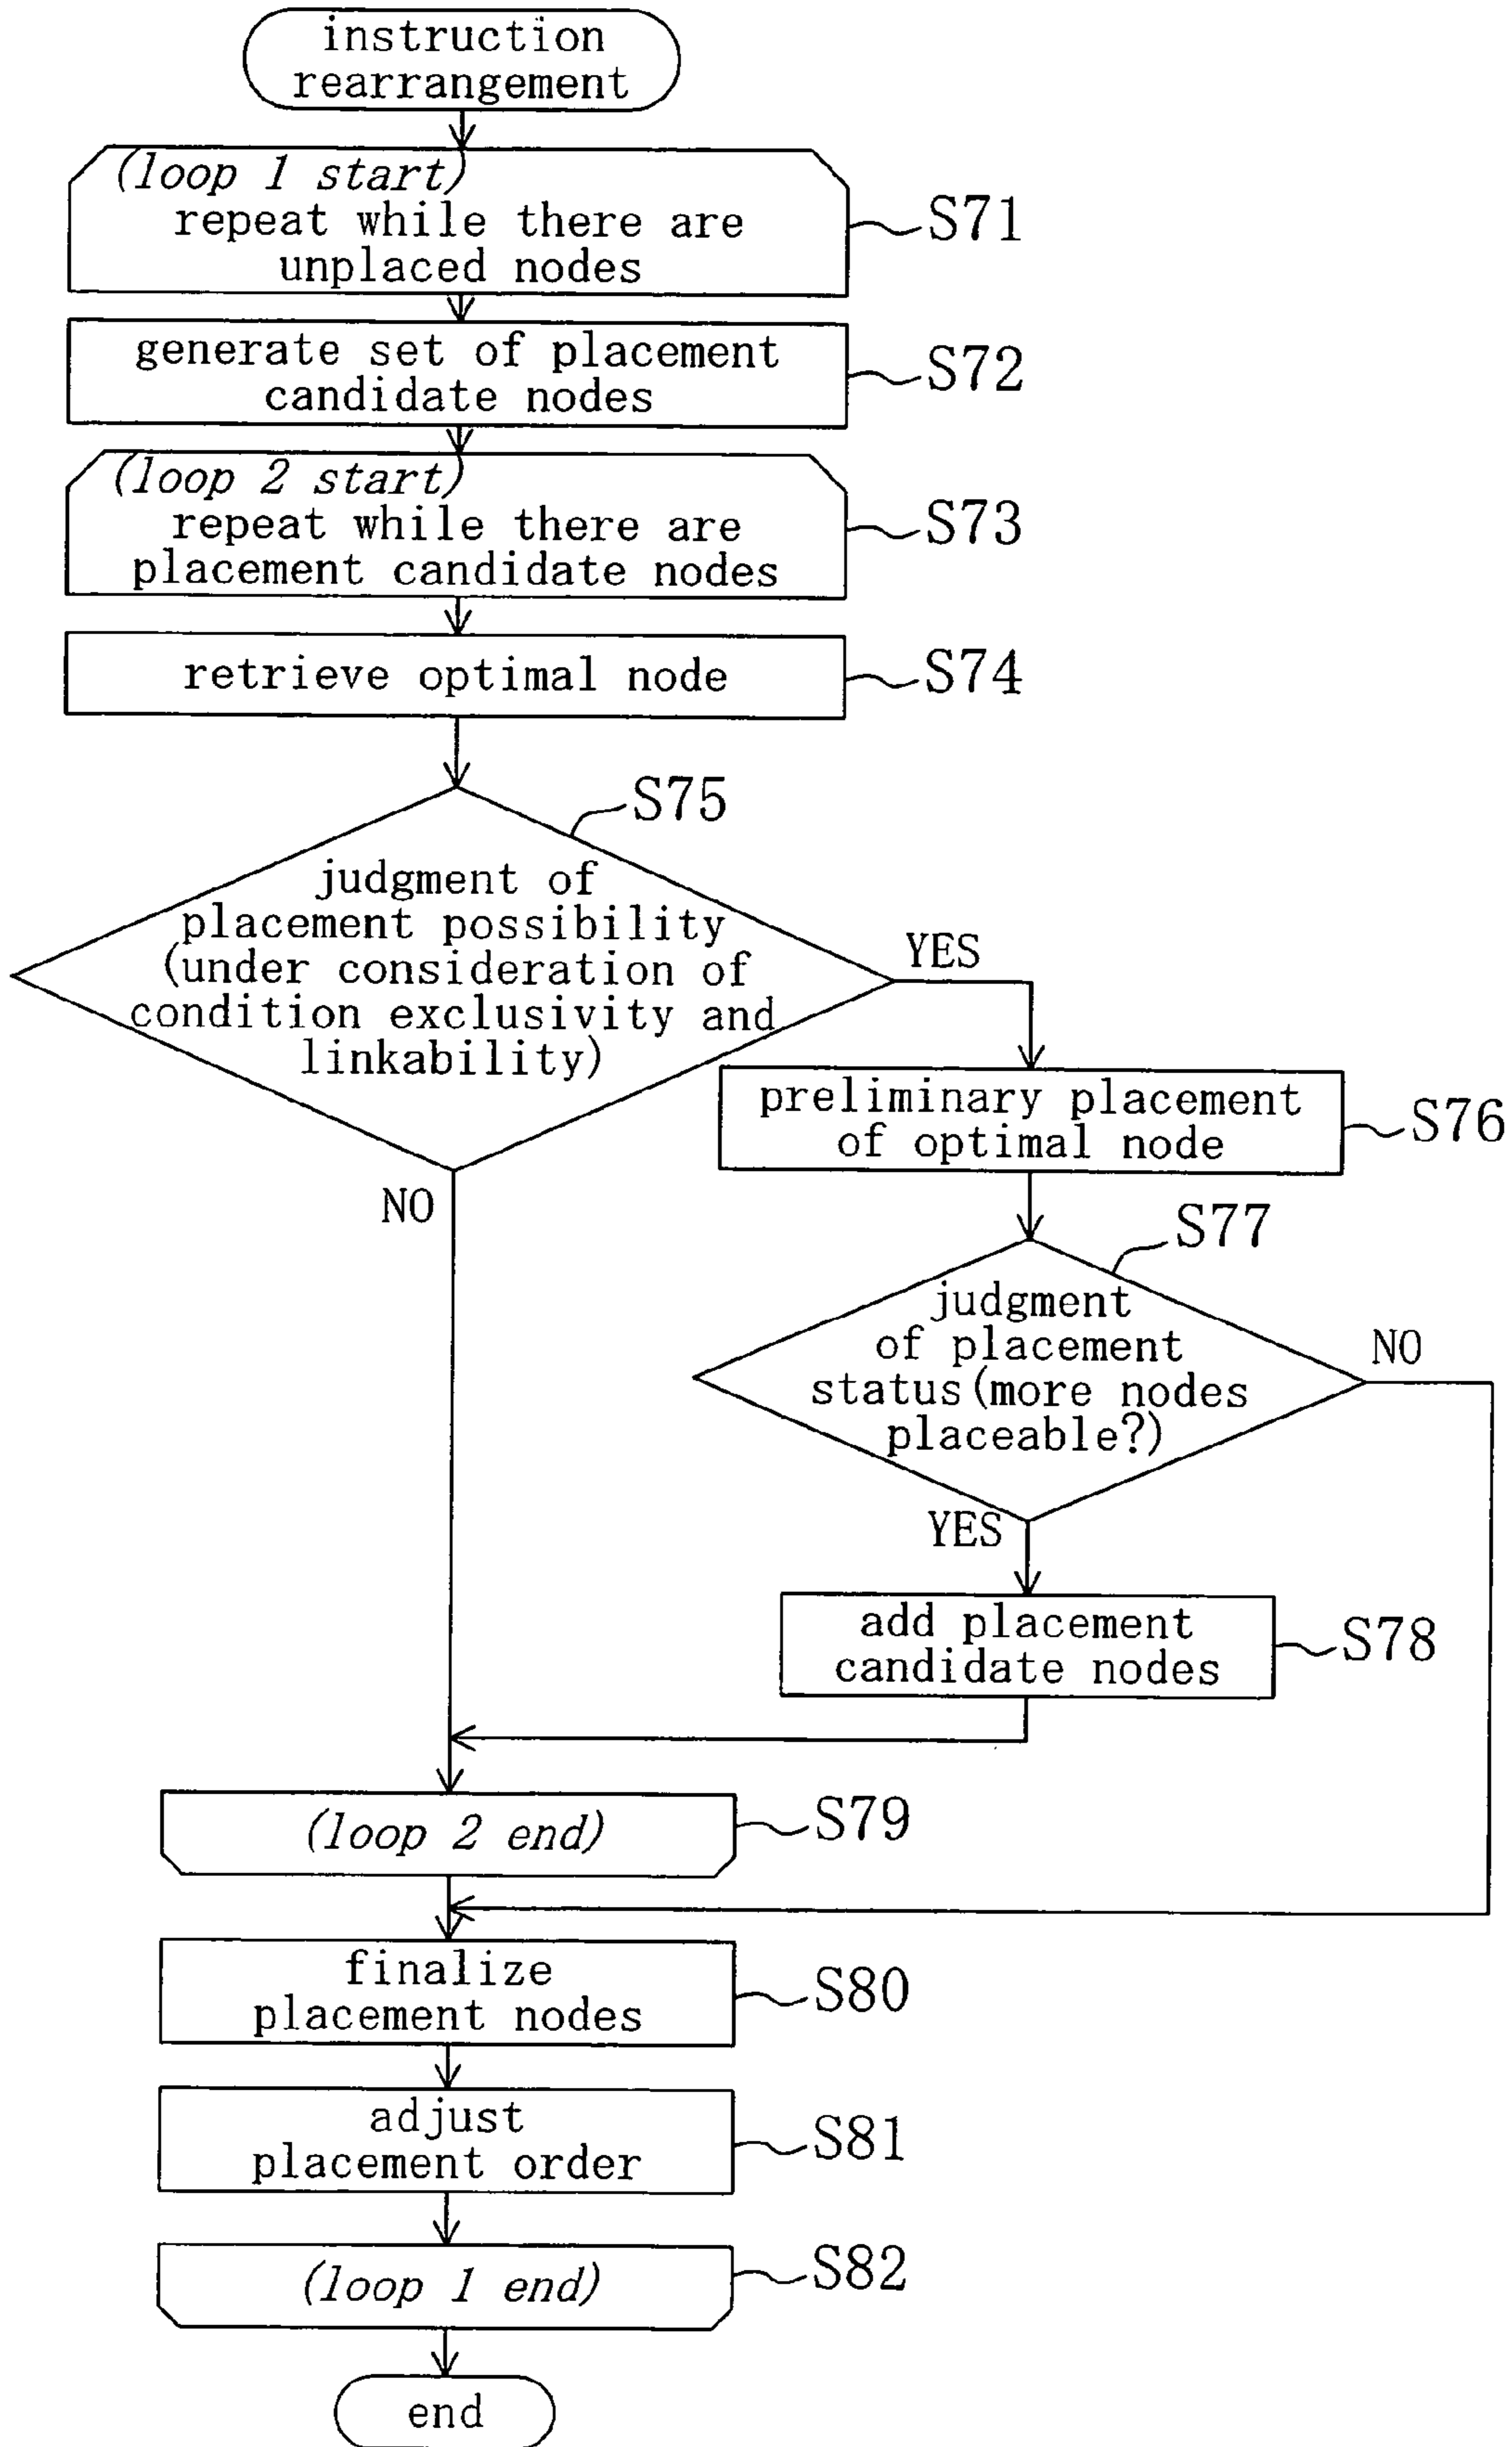 instruction
rearrangement
(loop 1 start)
repeat while there are
unplaced nodes
S71
generate set of placement
candidate nodes
S72
(loop 2 start)
repeat while there are
placement candidate nodes
S73
retrieve optimal node
S74
S75
judgment of
placement possibility
(under consideration of
condition exclusivity and
linkability)
YES
NO
preliminary placement
of optimal node
S76
S77
judgment
of placement
status(more nodes
placeable?)
NO
YES
add placement
candidate nodes
S78
(loop 2 end)
S79
finalize
placement nodes
S80
adjust
placement order
S81
(loop 1 end)
S82
end